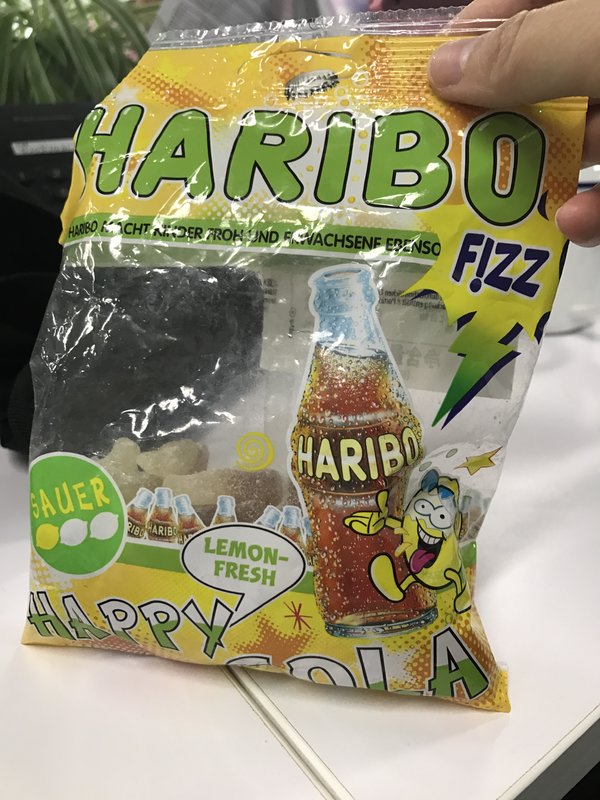 HARIBO
HARIBO MACHT KINDER FROH UND ERWACHSENE EBENSO
F!ZZ
HARIBO
SAUER
HARIBO
LEMON-
FRESH
HAPPY
COLA